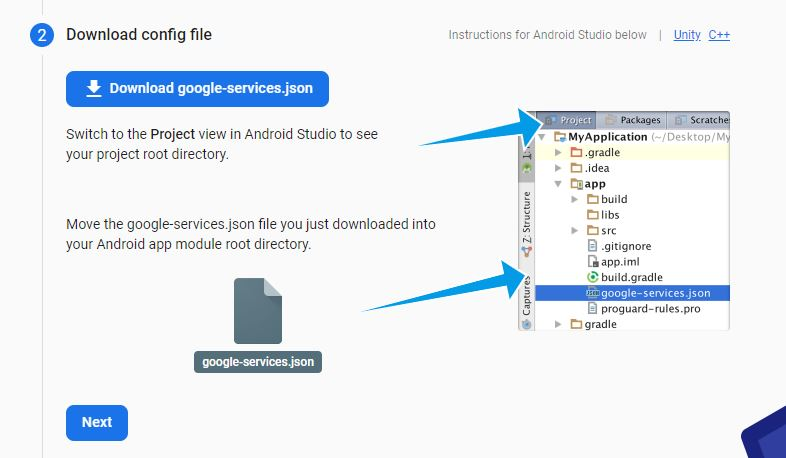 2 Download config file
Instructions for Android Studio below | Unity C++
Download google-services.json
Switch to the Project view in Android Studio to see
your project root directory.
Move the google-services.json file you just downloaded into
your Android app module root directory.
google-services.json
Next
Project Packages Scratche
MyApplication (~/Desktop/My
.gradle
.idea
app
build
libs
src
.gitignore
app.iml
build.gradle
google-services.json
proguard-rules.pro
gradle
1:
Z: Structure
Captures